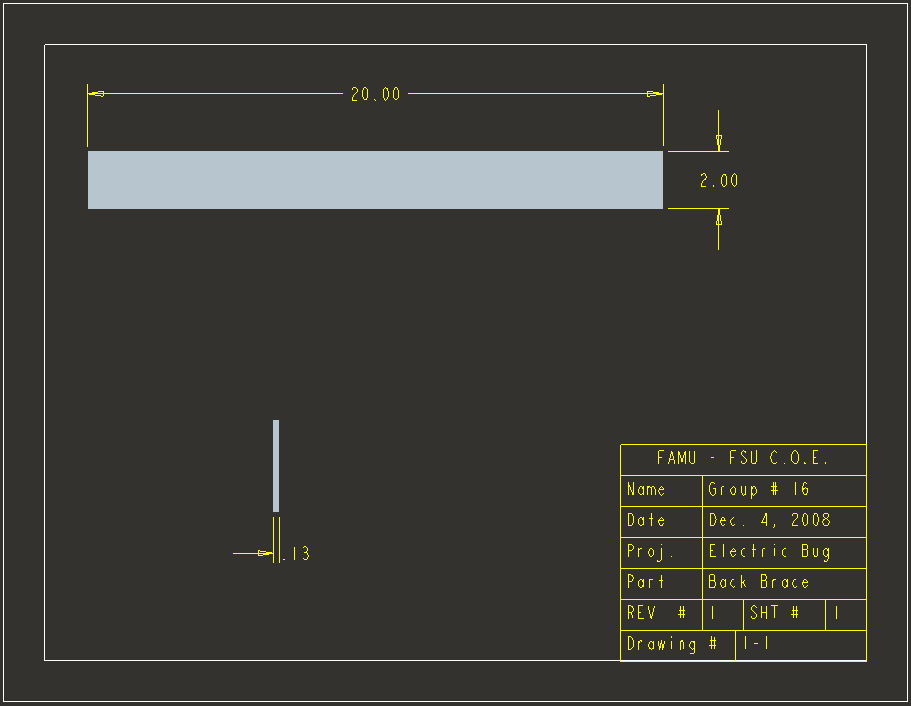 20.00
2.00
.13
FAMU - FSU C.O.E.
Name Group # 16
Date Dec. 4, 2008
Proj. Electric Bug
Part Back Brace
REV # 1 SHT # 1
Drawing # 1-1